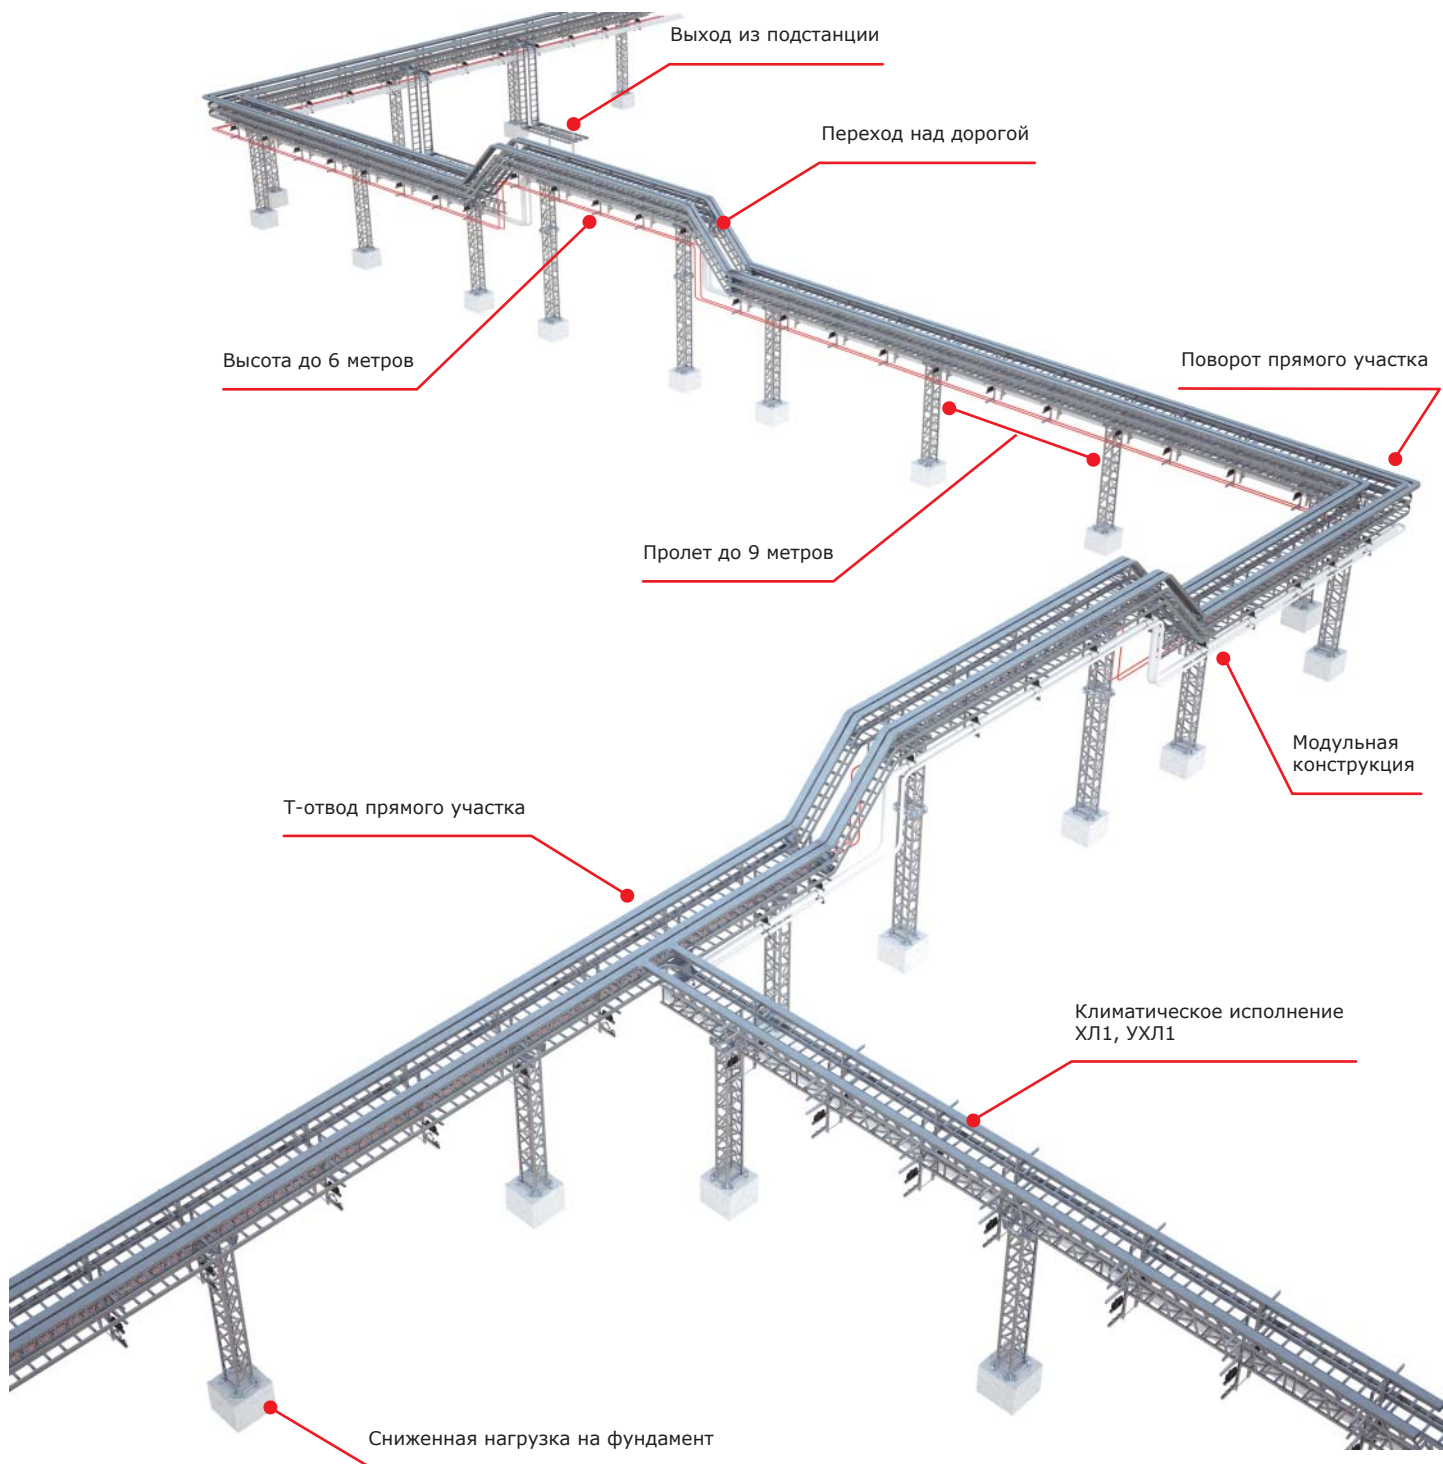 Выход из подстанции
Переход над дорогой
Высота до 6 метров
Поворот прямого участка
Пролет до 9 метров
Модульная
конструкция
Т-отвод прямого участка
Климатическое исполнение
ХЛ1, УХЛ1
Сниженная нагрузка на фундамент